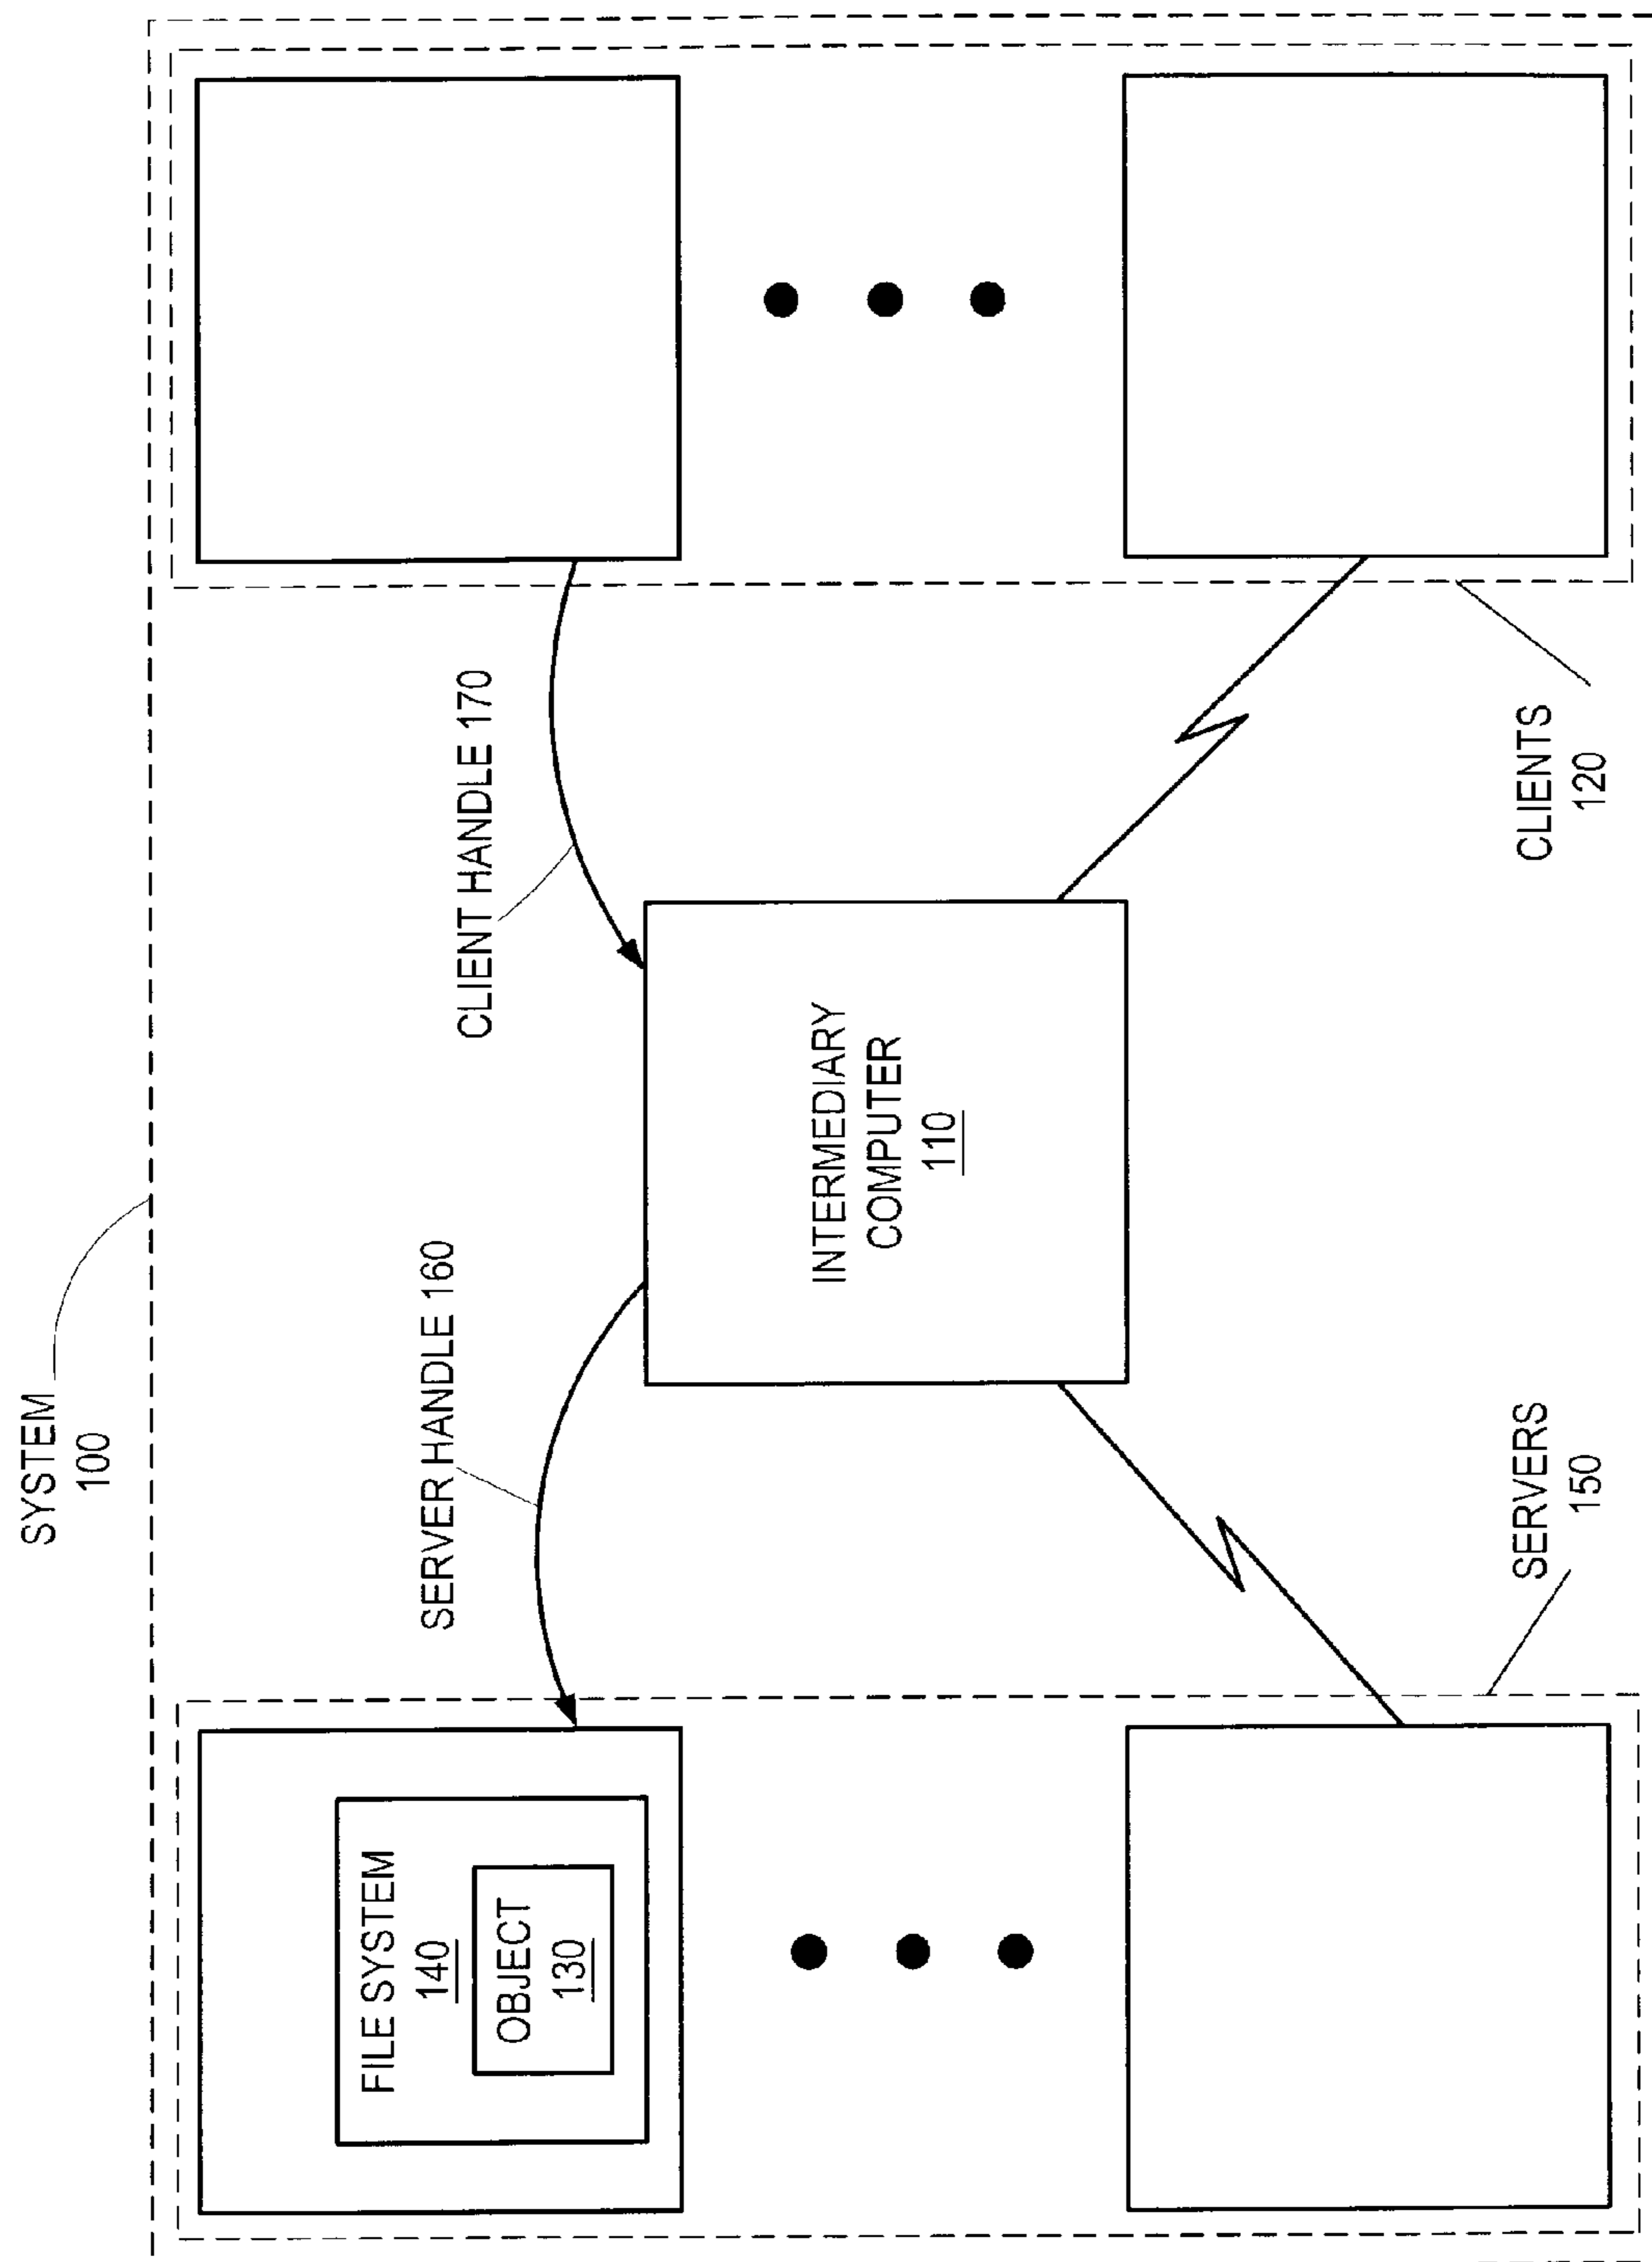 SYSTEM
100
FILE SYSTEM
140
OBJECT
130
SERVER HANDLE 160
CLIENT HANDLE 170
INTERMEDIARY
COMPUTER
110
SERVERS
150
CLIENTS
120